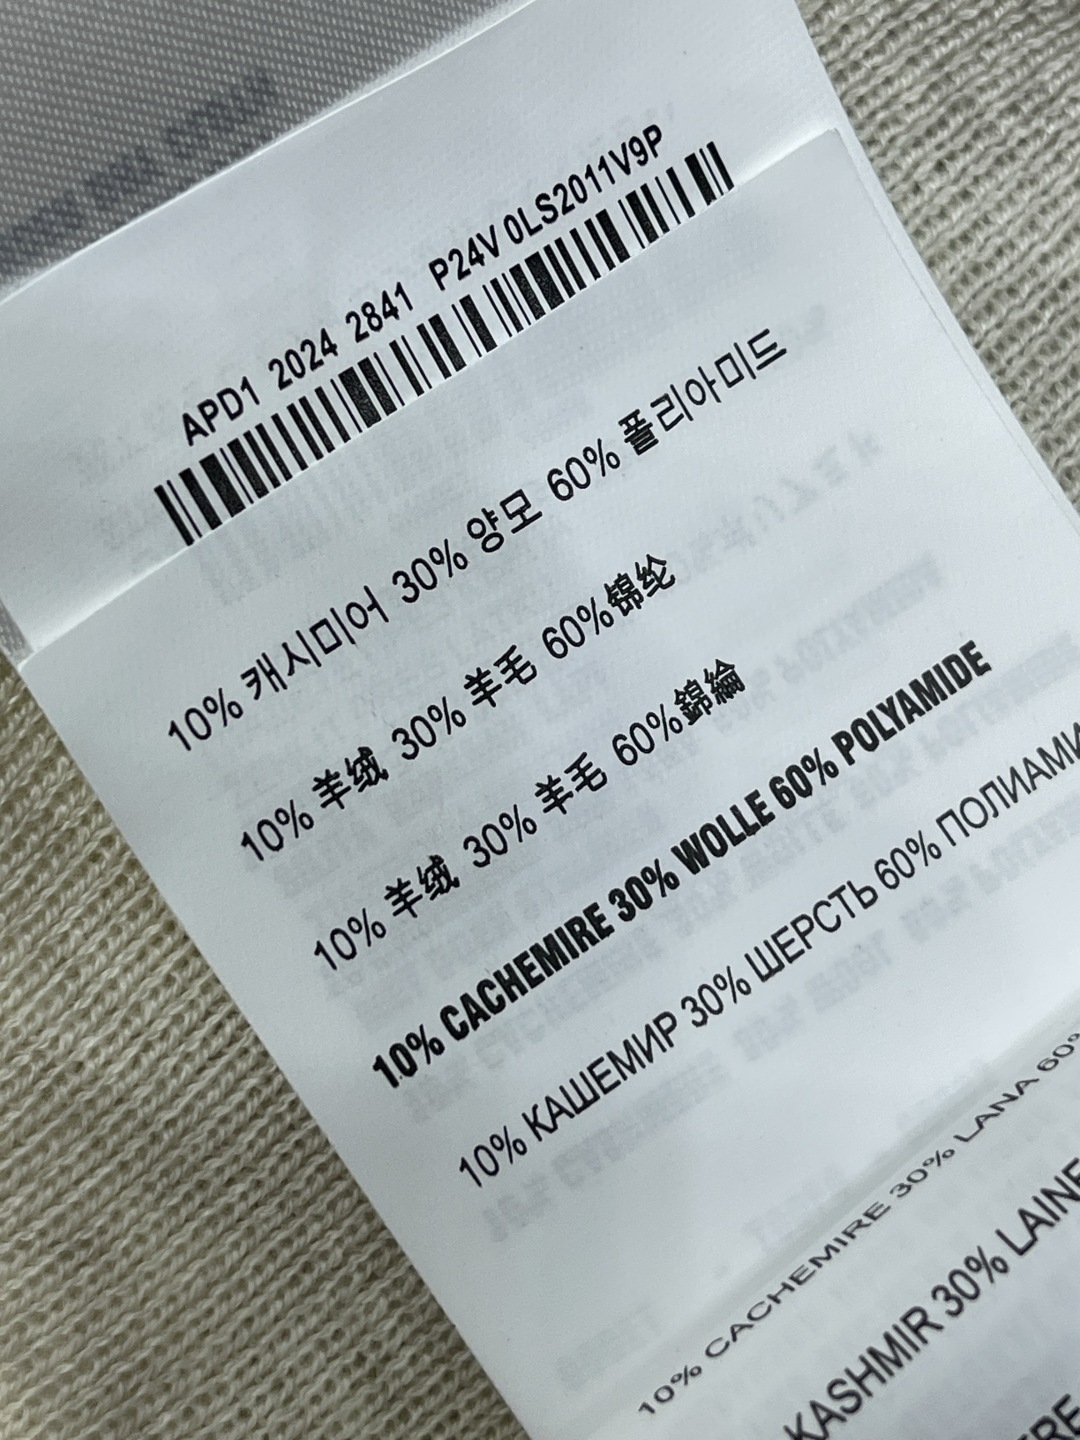 APD1 2024 2841 P24V 0LS2011V9P
10% 캐시미어 30% 양모 60% 폴리아미드
10% 羊绒 30% 羊毛 60%锦纶
10% 羊绒 30% 羊毛 60%錦綸
10% CACHEMIRE 30% WOLLE 60% POLYAMIDE
10% КАШЕМИР 30% ШЕРСТЬ 60%
10% CACHEMIRE 30% LANA 60%
KASHMIR 30% LAINE